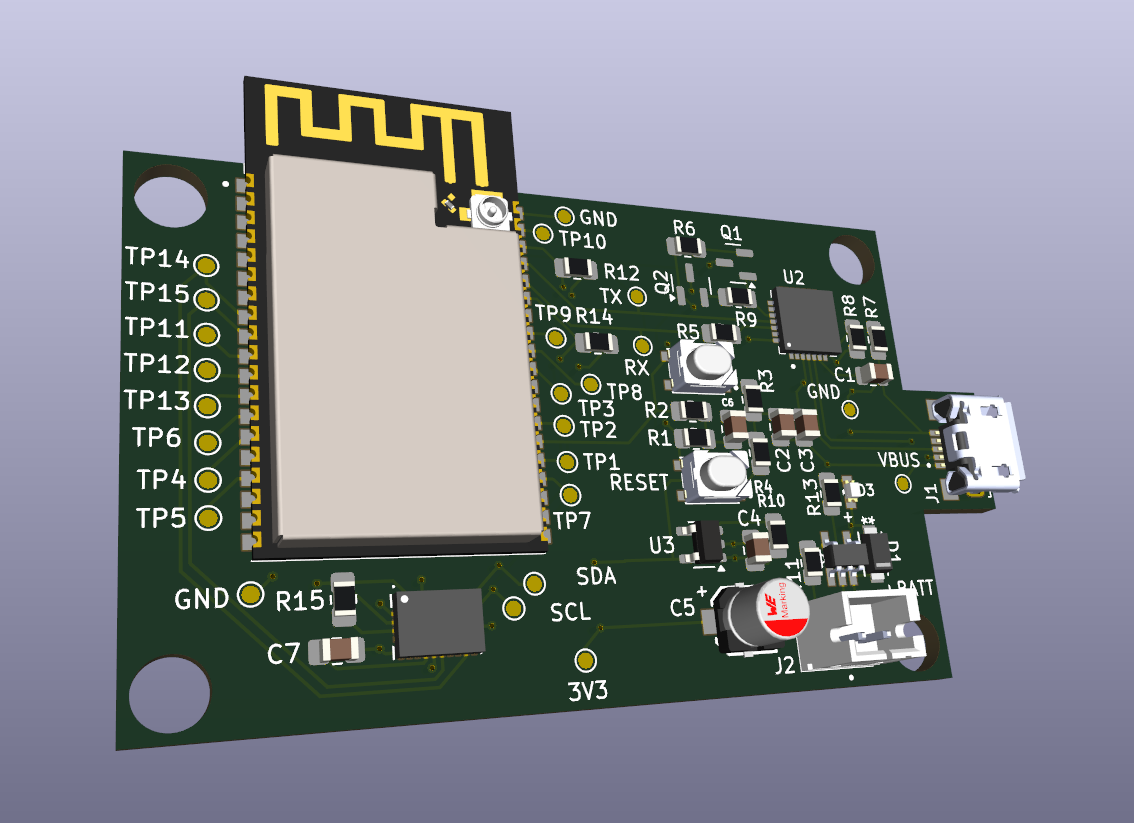 TP14
TP15
TP11
TP12
TP13
TP6
TP4
TP5
GND
R15
C7
GND
TP10
R12
TX
TP9
R14
RX
TP8
TP3
TP2
TP1
TP7
SDA
SCL
3V3
R6
Q1
Q2
R9
U2
R5
R8
R7
C1
R3
GND
R2
C6
R1
C2
C3
RESET
R4
R10
VBUS
J1
R13
D3
U3
C4
C5
+
WE
Marking
+
J2
BATT